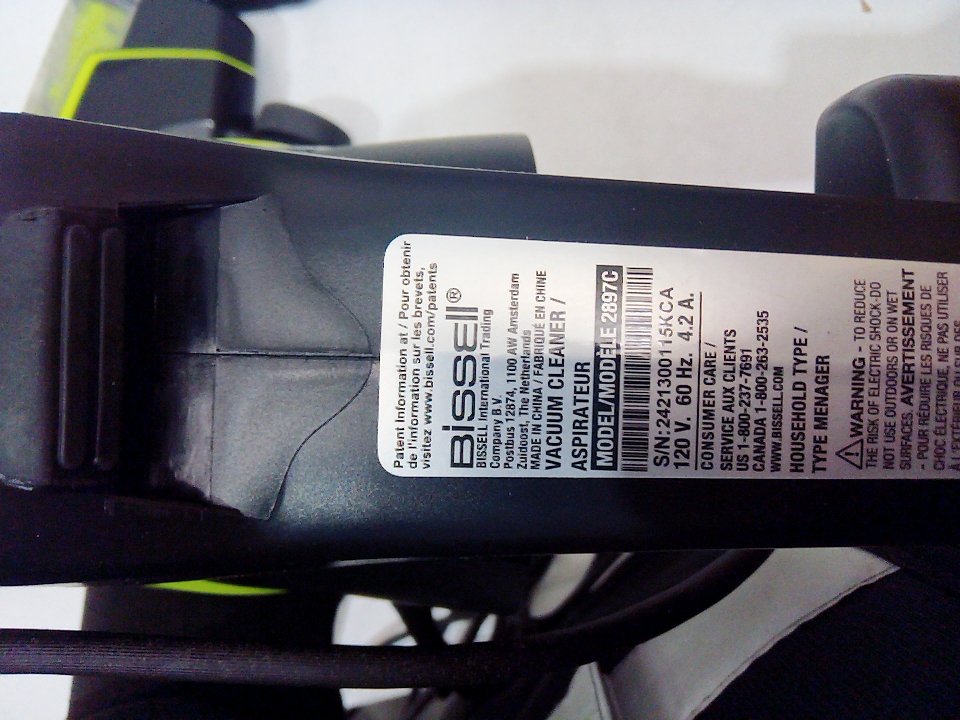 Patent Information at / Pour obtenir
de l'information sur les brevets,
visitez www.bissell.com/patents
BISSELL®
BISSELL International Trading
Company B.V.
Postbus 12874, 1100 AW Amsterdam
Zuidoost, The Netherlands
MADE IN CHINA / FABRIQUÉ EN CHINE
VACUUM CLEANER /
ASPIRATEUR
MODEL/MODÈLE 2897C
S/N:242130011５KCA
120 V. 60 Hz. 4.2 A.
CONSUMER CARE /
SERVICE AUX CLIENTS
US 1-800-237-7691
CANADA 1-800-263-2535
WWW.BISSELL.COM
HOUSEHOLD TYPE /
TYPE MENAGER
⚠WARNING - TO REDUCE
THE RISK OF ELECTRIC SHOCK-DO
NOT USE OUTDOORS OR ON WET
SURFACES. AVERTISSEMENT
- POUR RÉDUIRE LES RISQUES DE
CHOC ÉLECTRIQUE, NE PAS UTILISER